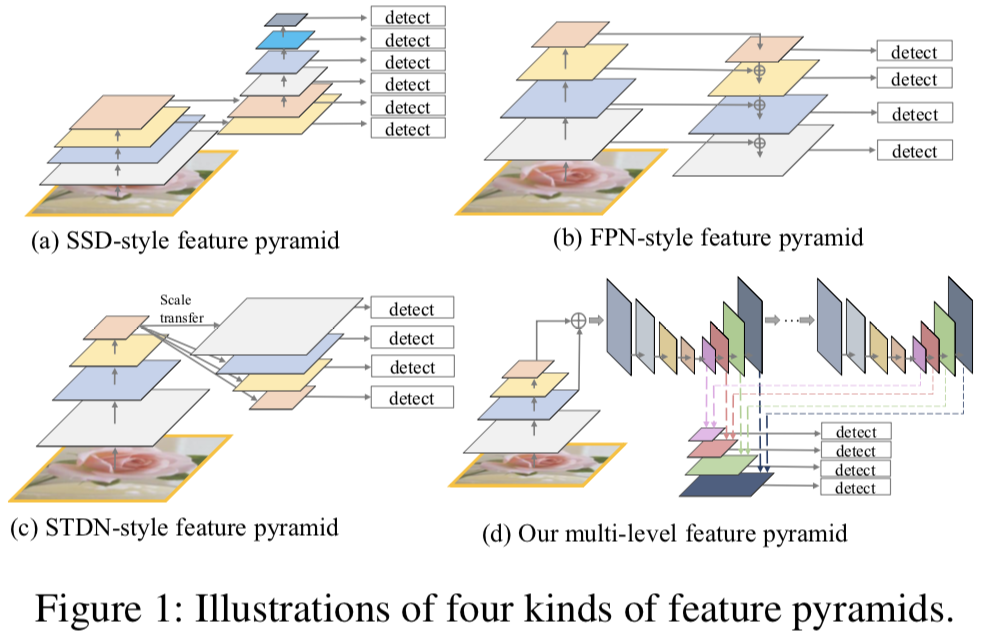 detect
detect
detect
detect
detect
detect
(a) SSD-style feature pyramid
detect
detect
detect
detect
(b) FPN-style feature pyramid
Scale
transfer
detect
detect
detect
detect
(c) STDN-style feature pyramid
detect
detect
detect
detect
(d) Our multi-level feature pyramid
Figure 1: Illustrations of four kinds of feature pyramids.